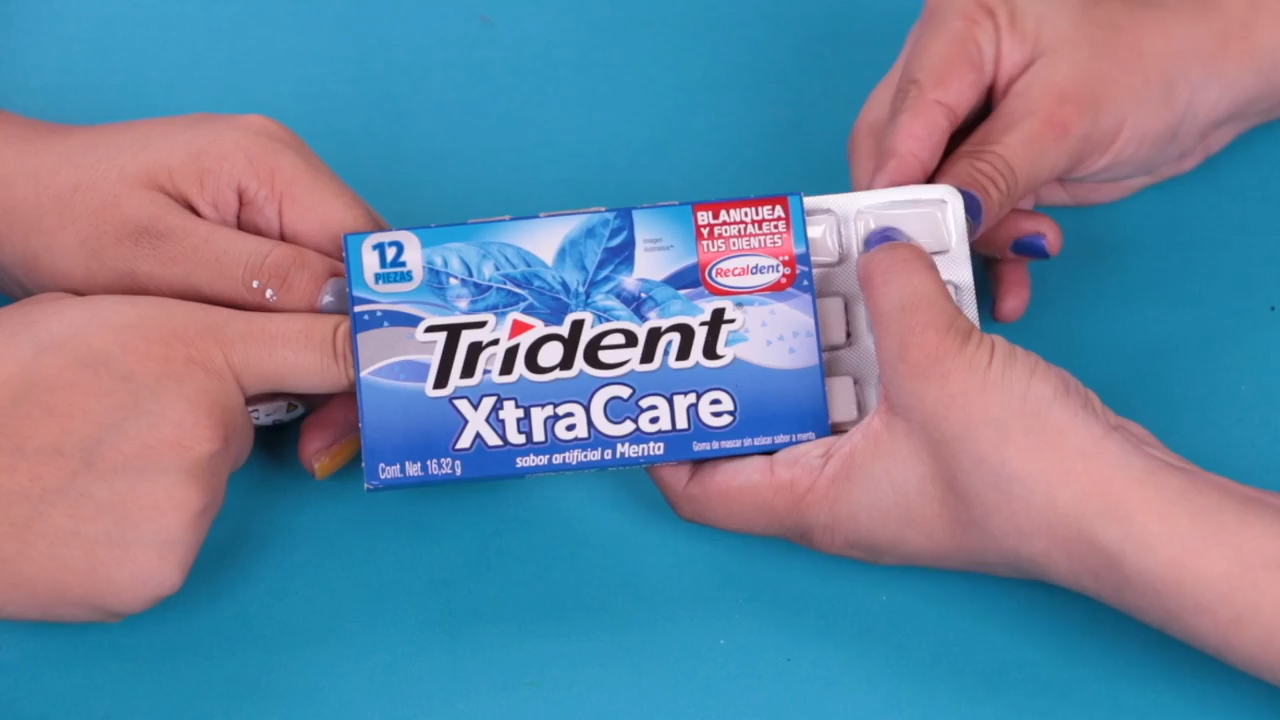 12
PIEZAS
BLANQUEA
Y FORTALECE
TUS DIENTES
Recaldent
Trident
XtraCare
sabor artificial a Menta
Goma de mascar sin azúcar sabor a menta
Cont. Net. 16,32 g